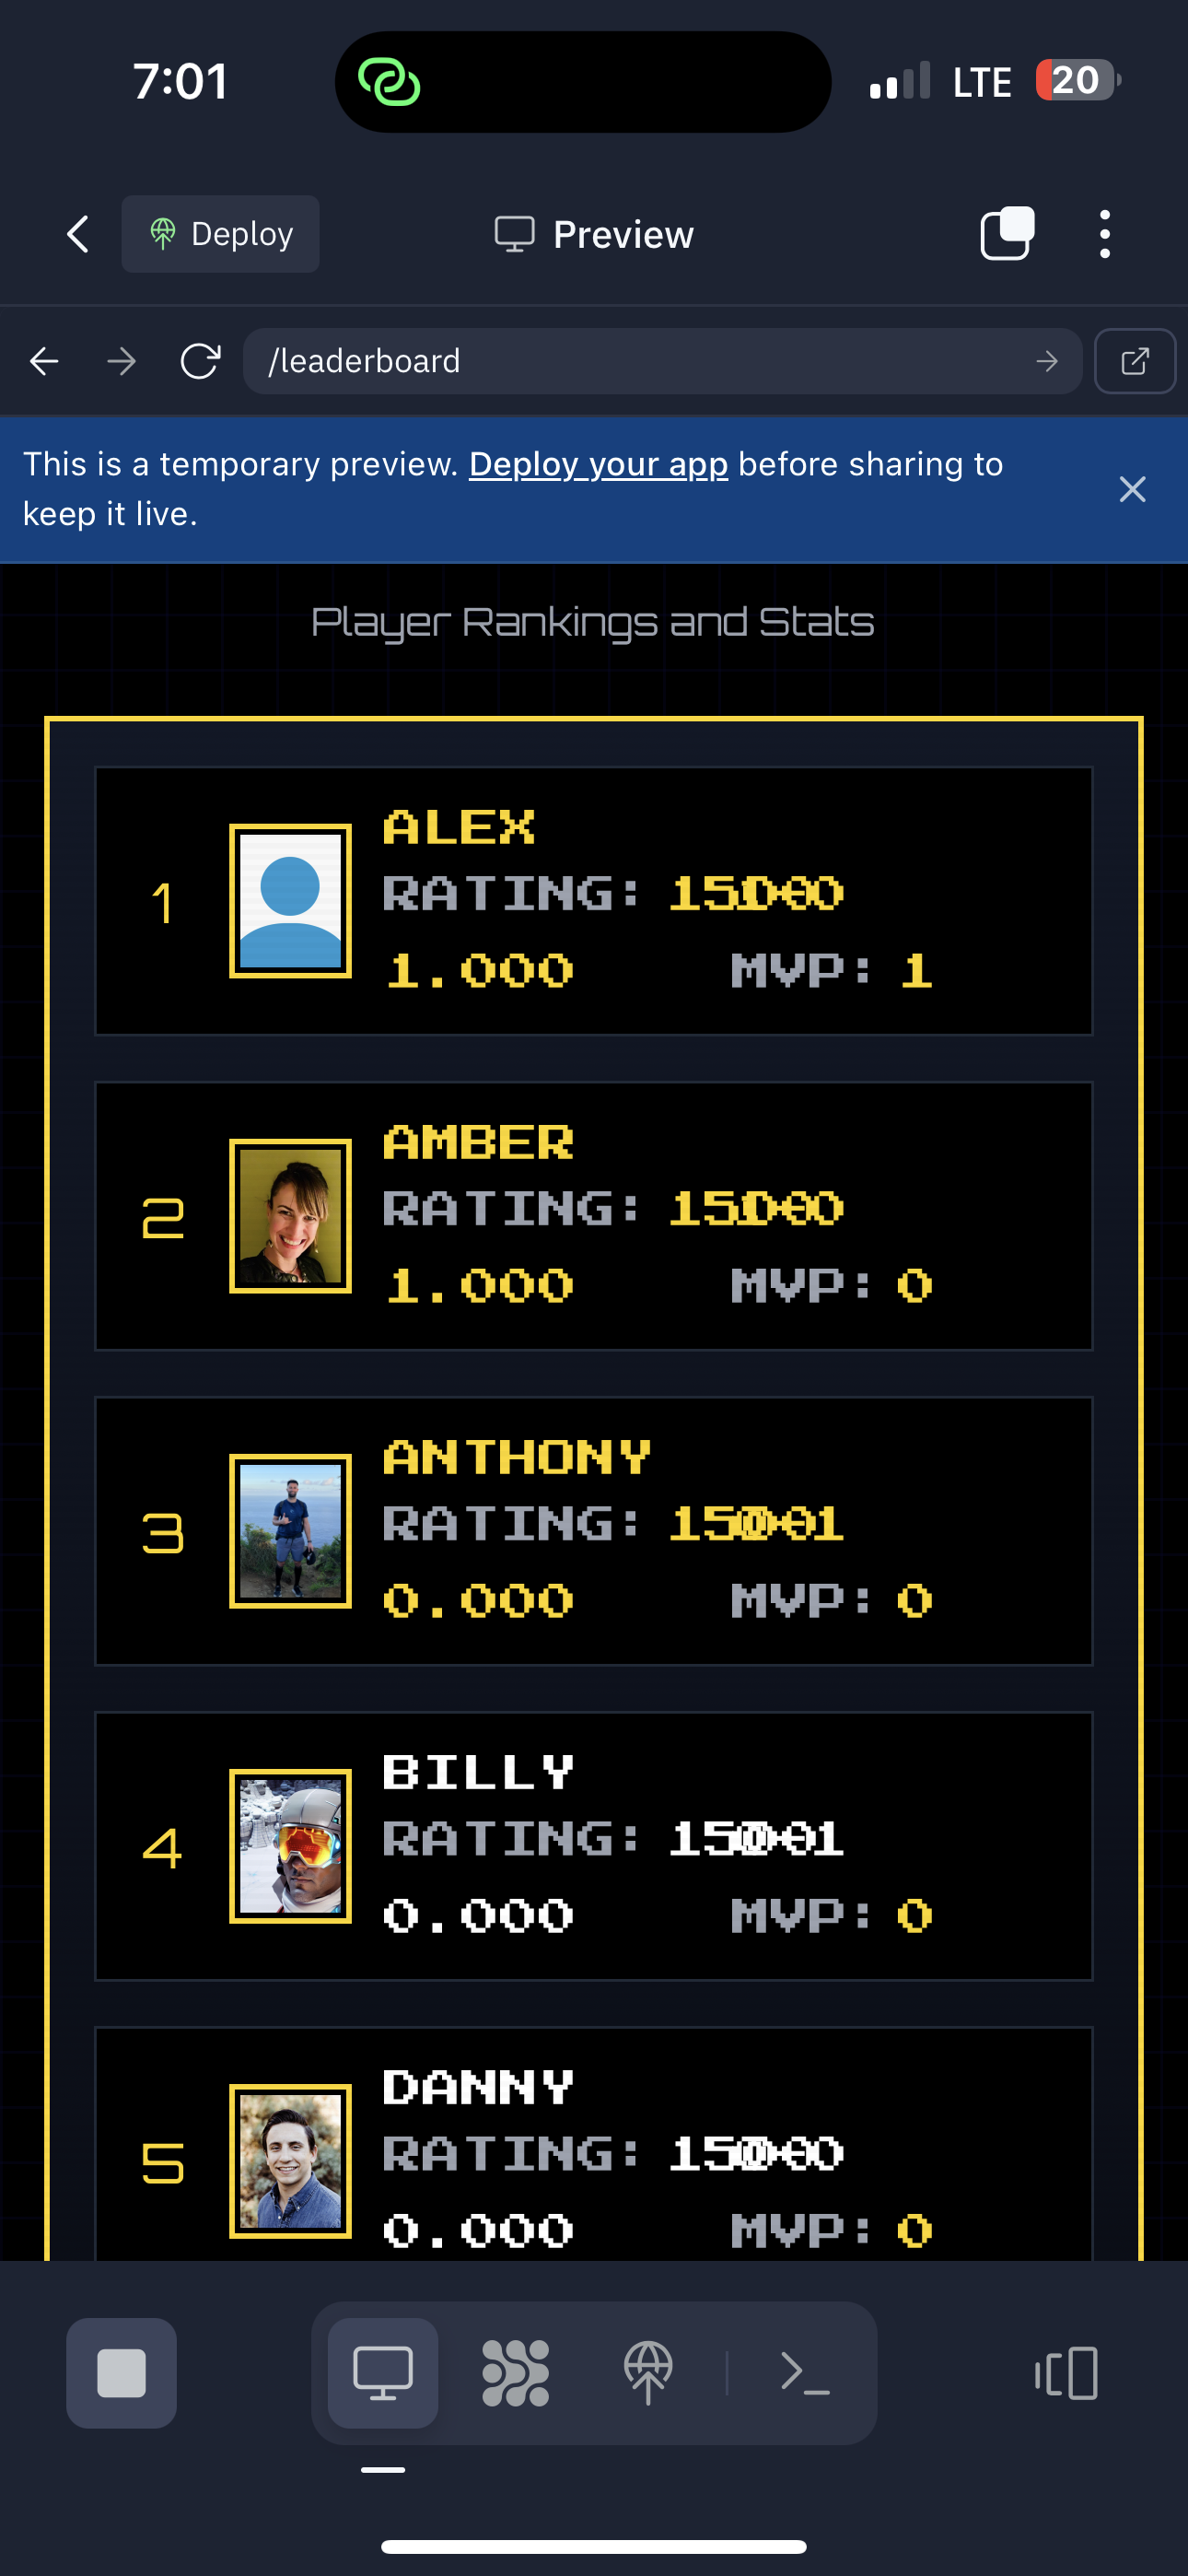 7:01
LTE 20
Deploy
Preview
/leaderboard
This is a temporary preview. Deploy your app before sharing to
keep it live.
Player Rankings and Stats
1
ALEX
RATING:
1.000 MVP: 1
2
AMBER
RATING:
1.000 MVP: 0
3
ANTHONY
RATING:
0.000 MVP: 0
4
BILLY
RATING:
0.000 MVP: 0
5
DANNY
RATING:
0.000 MVP: 0